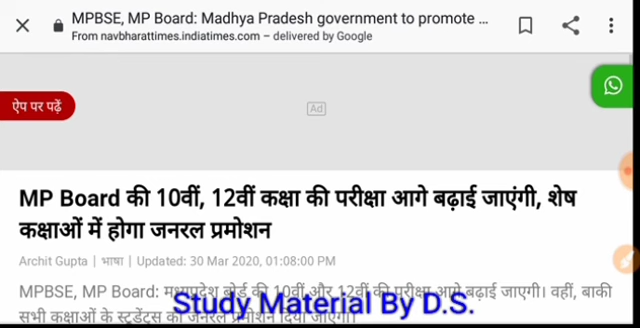 MPBSE, MP Board: Madhya Pradesh government to promote ...
From navbharattimes.indiatimes.com – delivered by Google
ऐप पर पढ़ें
Ad
MP Board की 10वीं, 12वीं कक्षा की परीक्षा आगे बढ़ाई जाएंगी, शेष
कक्षाओं में होगा जनरल प्रमोशन
Archit Gupta | भाषा | Updated: 30 Mar 2020, 01:08:00 PM
MPBSE, MP Board: मध्यप्रदेश बोर्ड की 10वीं और 12वीं की परीक्षा आगे बढ़ाई जाएगी। वहीं, बाकी
Study Material By D.S.
सभी कक्षाओं के स्टूडेंट्स को जनरल प्रमोशन दिया जाएगा।